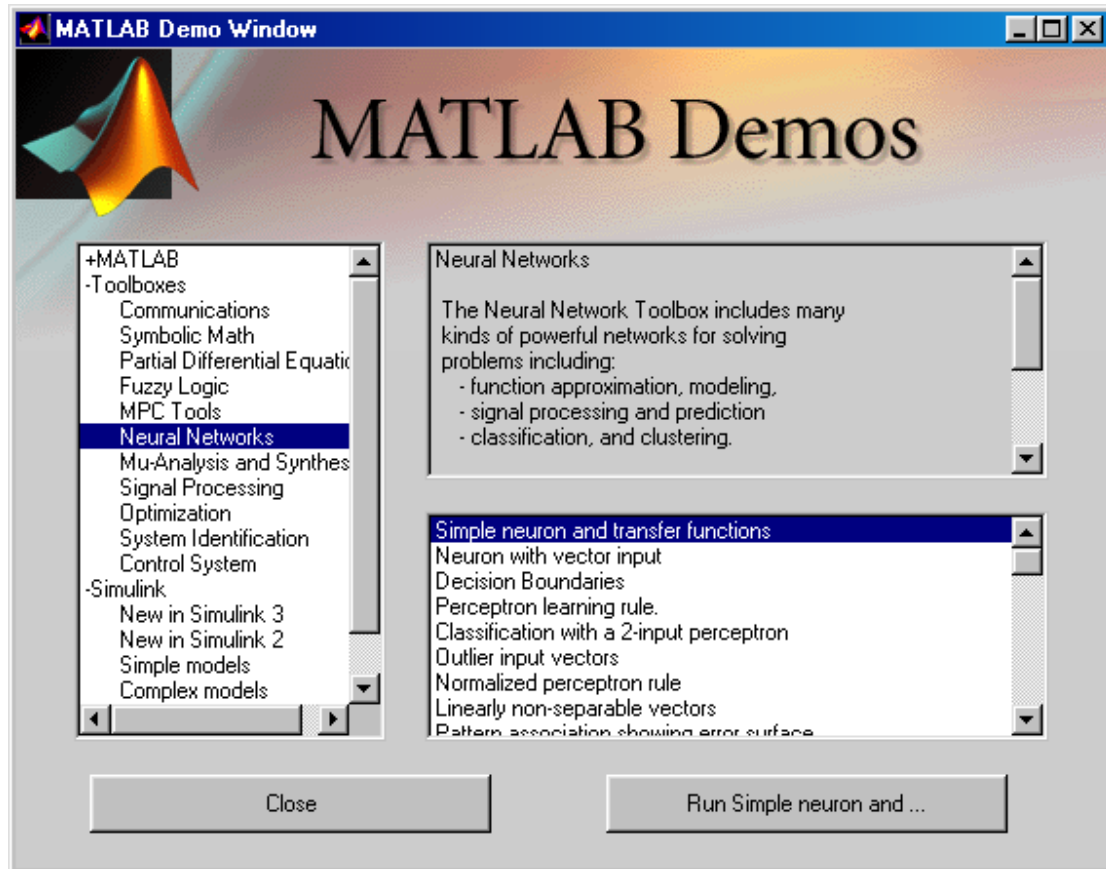 MATLAB Demo Window
MATLAB Demos
+MATLAB
-Toolboxes
Communications
Symbolic Math
Partial Differential Equatic
Fuzzy Logic
MPC Tools
Neural Networks
Mu-Analysis and Synthes
Signal Processing
Optimization
System Identification
Control System
-Simulink
New in Simulink 3
New in Simulink 2
Simple models
Complex models
Neural Networks
The Neural Network Toolbox includes many
kinds of powerful networks for solving
problems including:
- function approximation, modeling,
- signal processing and prediction
- classification, and clustering.
Simple neuron and transfer functions
Neuron with vector input
Decision Boundaries
Perceptron learning rule.
Classification with a 2-input perceptron
Outlier input vectors
Normalized perceptron rule
Linearly non-separable vectors
Pattern association showing error surface
Close
Run Simple neuron and ...